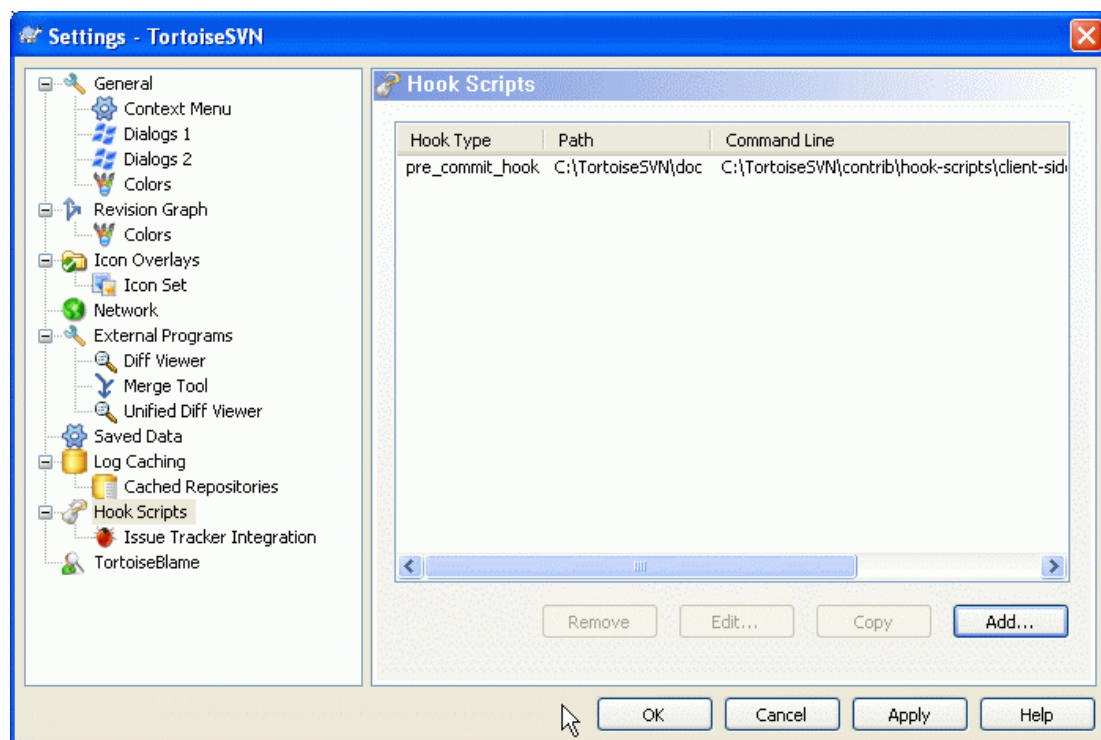 Settings - TortoiseSVN
General
Context Menu
Dialogs 1
Dialogs 2
Colors
Revision Graph
Colors
Icon Overlays
Icon Set
Network
External Programs
Diff Viewer
Merge Tool
Unified Diff Viewer
Saved Data
Log Caching
Cached Repositories
Hook Scripts
Issue Tracker Integration
TortoiseBlame
Hook Scripts
Hook Type Path Command Line
pre_commit_hook C:\TortoiseSVN\doc C:\TortoiseSVN\contrib\hook-scripts\client-sid
Remove Edit... Copy Add...
OK Cancel Apply Help